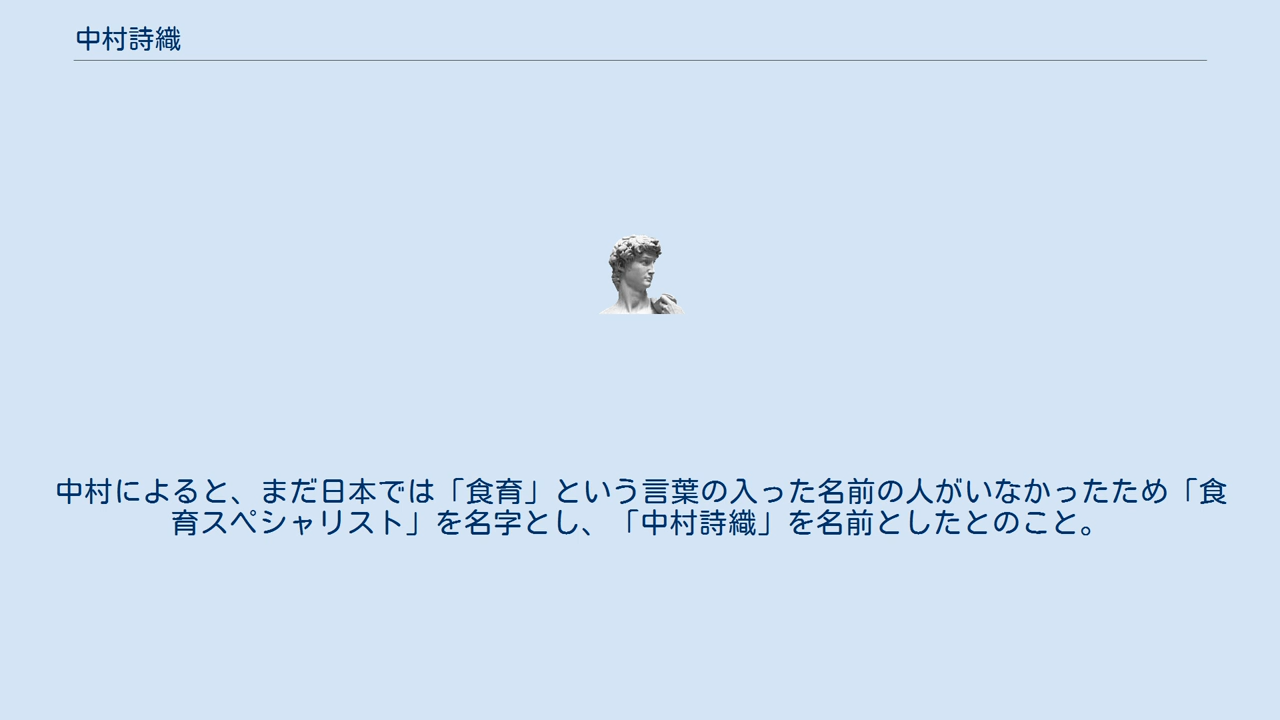 中村詩織
中村によると、まだ日本では「食育」という言葉の入った名前の人がいなかったため「食
育スペシャリスト」を名字とし、「中村詩織」を名前としたとのこと。